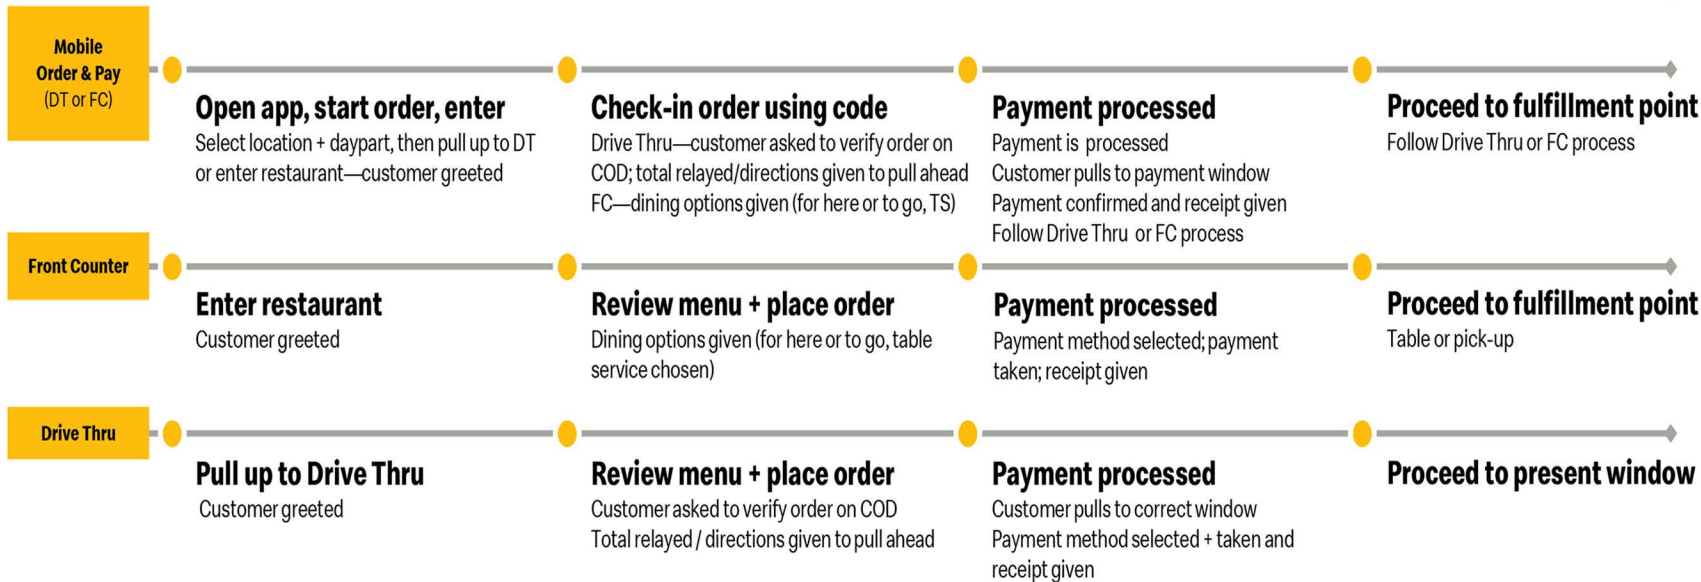 Mobile
Order & Pay
(DT or FC)
Open app, start order, enter
Select location + daypart, then pull up to DT
or enter restaurant—customer greeted
Check-in order using code
Drive Thru—customer asked to verify order on
COD; total relayed/directions given to pull ahead
FC—dining options given (for here or to go, TS)
Payment processed
Payment is processed
Customer pulls to payment window
Payment confirmed and receipt given
Follow Drive Thru or FC process
Proceed to fulfillment point
Follow Drive Thru or FC process
Front Counter
Enter restaurant
Customer greeted
Review menu + place order
Dining options given (for here or to go, table
service chosen)
Payment processed
Payment method selected; payment
taken; receipt given
Proceed to fulfillment point
Table or pick-up
Drive Thru
Pull up to Drive Thru
Customer greeted
Review menu + place order
Customer asked to verify order on COD
Total relayed / directions given to pull ahead
Payment processed
Customer pulls to correct window
Payment method selected + taken and
receipt given
Proceed to present window